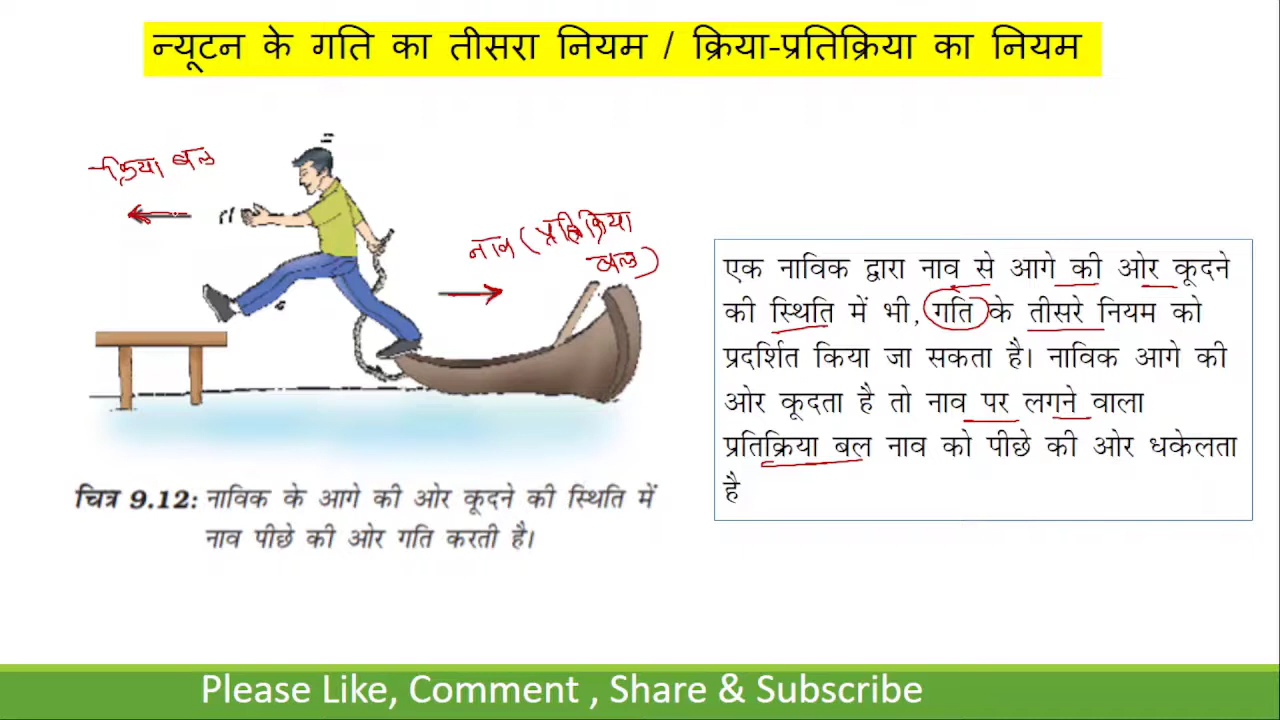 न्यूटन के गति का तीसरा नियम / क्रिया-प्रतिक्रिया का नियम
क्रिया बल
नाव (प्रतिक्रिया
बल)
एक नाविक द्वारा नाव से आगे की ओर कूदने
की स्थिति में भी, गति के तीसरे नियम को
प्रदर्शित किया जा सकता है। नाविक आगे की
ओर कूदता है तो नाव पर लगने वाला
प्रतिक्रिया बल नाव को पीछे की ओर धकेलता
है
चित्र 9.12: नाविक के आगे की ओर कूदने की स्थिति में
नाव पीछे की ओर गति करती है।
Please Like, Comment , Share & Subscribe